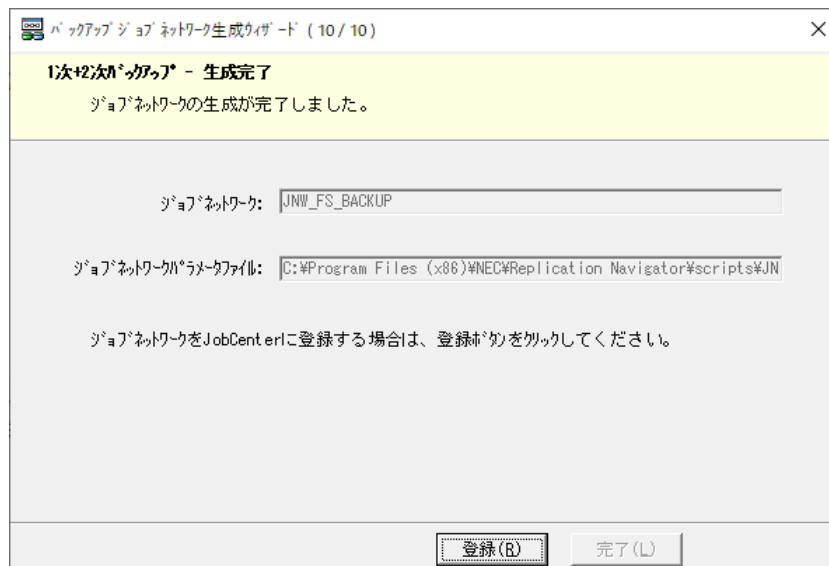 バックアップジョブネットワーク生成ウィザード ( 10 / 10 )
1次+2次バックアップ - 生成完了
ジョブネットワークの生成が完了しました。
ジョブネットワーク: JNW_FS_BACKUP
ジョブネットワークパラメータファイル: C:¥Program Files (x86)¥NEC¥Replication Navigator¥scripts¥JN
ジョブネットワークをJobCenterに登録する場合は、登録ボタンをクリックしてください。
登録(R) 完了(L)